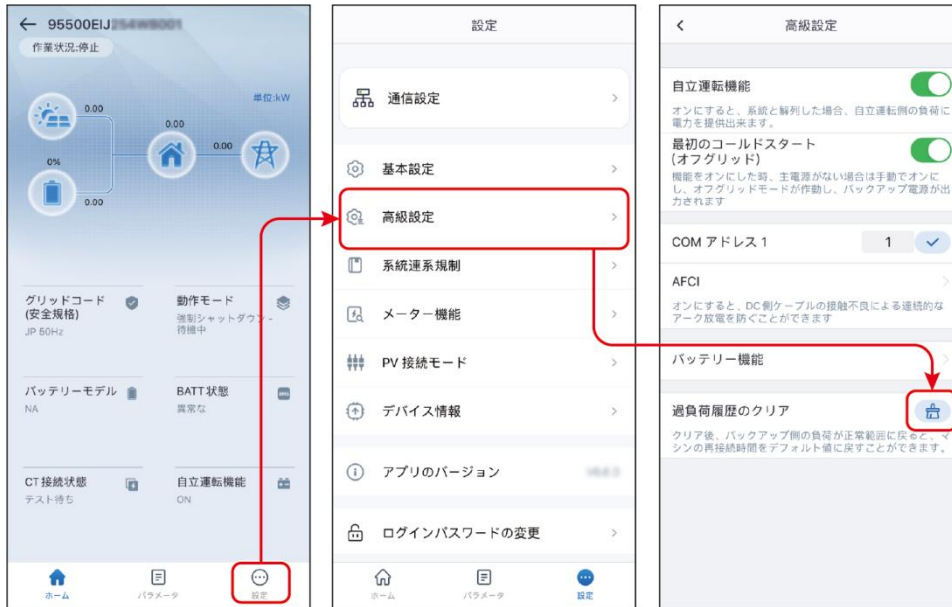 95500EIJ
作業状況:停止
単位:kW
0.00
0.00
0.00
0%
0.00
グリッドコード
(安全規格)
JP 50Hz
動作モード
強制シャットダウン -
待機中
バッテリーモデル
NA
BATT 状態
異常な
CT 接続状態
テスト待ち
自立運転機能
ON
ホーム
パラメータ
設定
設定
通信設定
基本設定
高級設定
系統連系規制
メーター機能
PV 接続モード
デバイス情報
アプリのバージョン
ログインパスワードの変更
ホーム
パラメータ
設定
高級設定
自立運転機能
オンにすると、系統と解列した場合、自立運転側の負荷に
電力を提供出来ます。
最初のコールドスタート
(オフグリッド)
機能をオンにした時、主電源がない場合は手動でオンに
し、オフグリッドモードが作動し、バックアップ電源が出
力されます
COM アドレス 1
1
AFCI
オンにすると、DC 側ケーブルの接触不良による連続的な
アーク放電を防ぐことができます
バッテリー機能
過負荷履歴のクリア
クリア後、バックアップ側の負荷が正常範囲に戻ると、マ
シンの再接続時間をデフォルト値に戻すことができます。